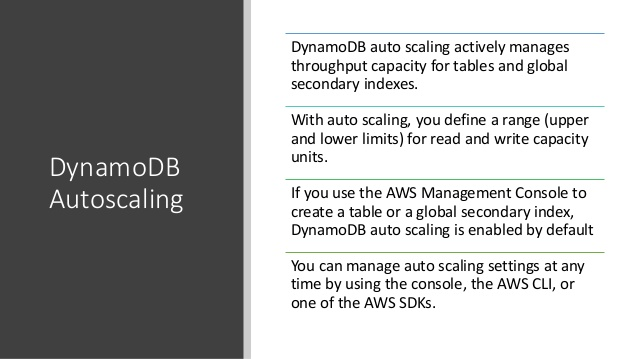 DynamoDB
Autoscaling
DynamoDB auto scaling actively manages
throughput capacity for tables and global
secondary indexes.
With auto scaling, you define a range (upper
and lower limits) for read and write capacity
units.
If you use the AWS Management Console to
create a table or a global secondary index,
DynamoDB auto scaling is enabled by default
You can manage auto scaling settings at any
time by using the console, the AWS CLI, or
one of the AWS SDKs.